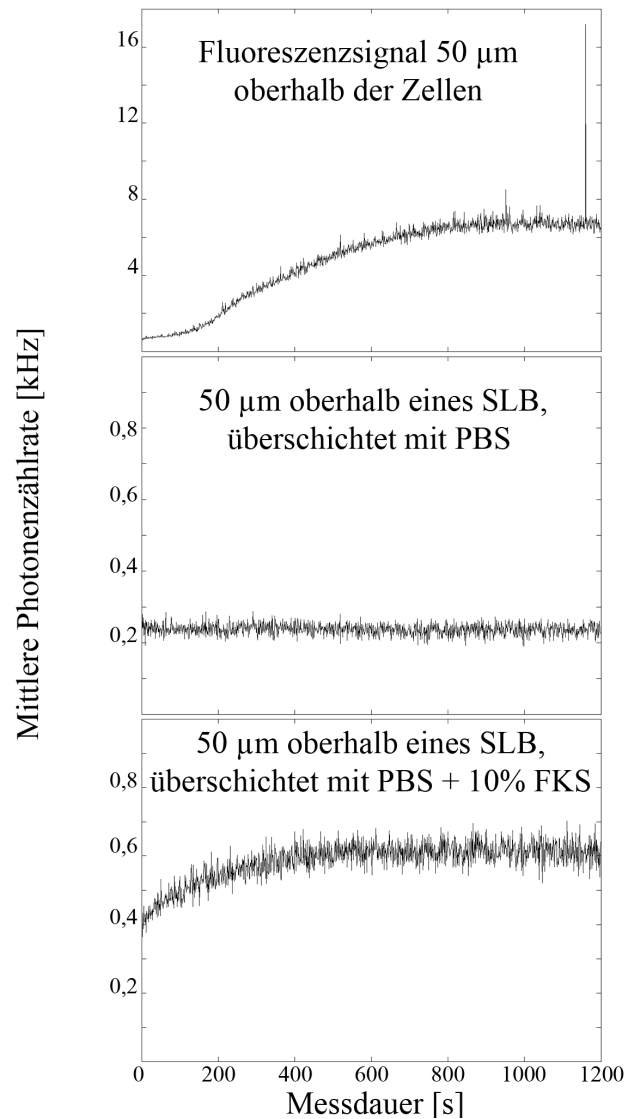 16
12
8
4
Fluoreszenzsignal 50 µm
oberhalb der Zellen
Mittlere Photonenzählrate [kHz]
50 µm oberhalb eines SLB,
überschichtet mit PBS
0,8
0,6
0,4
0,2
50 µm oberhalb eines SLB,
überschichtet mit PBS + 10% FKS
0,8
0,6
0,4
0,2
0 200 400 600 800 1000 1200
Messdauer [s]